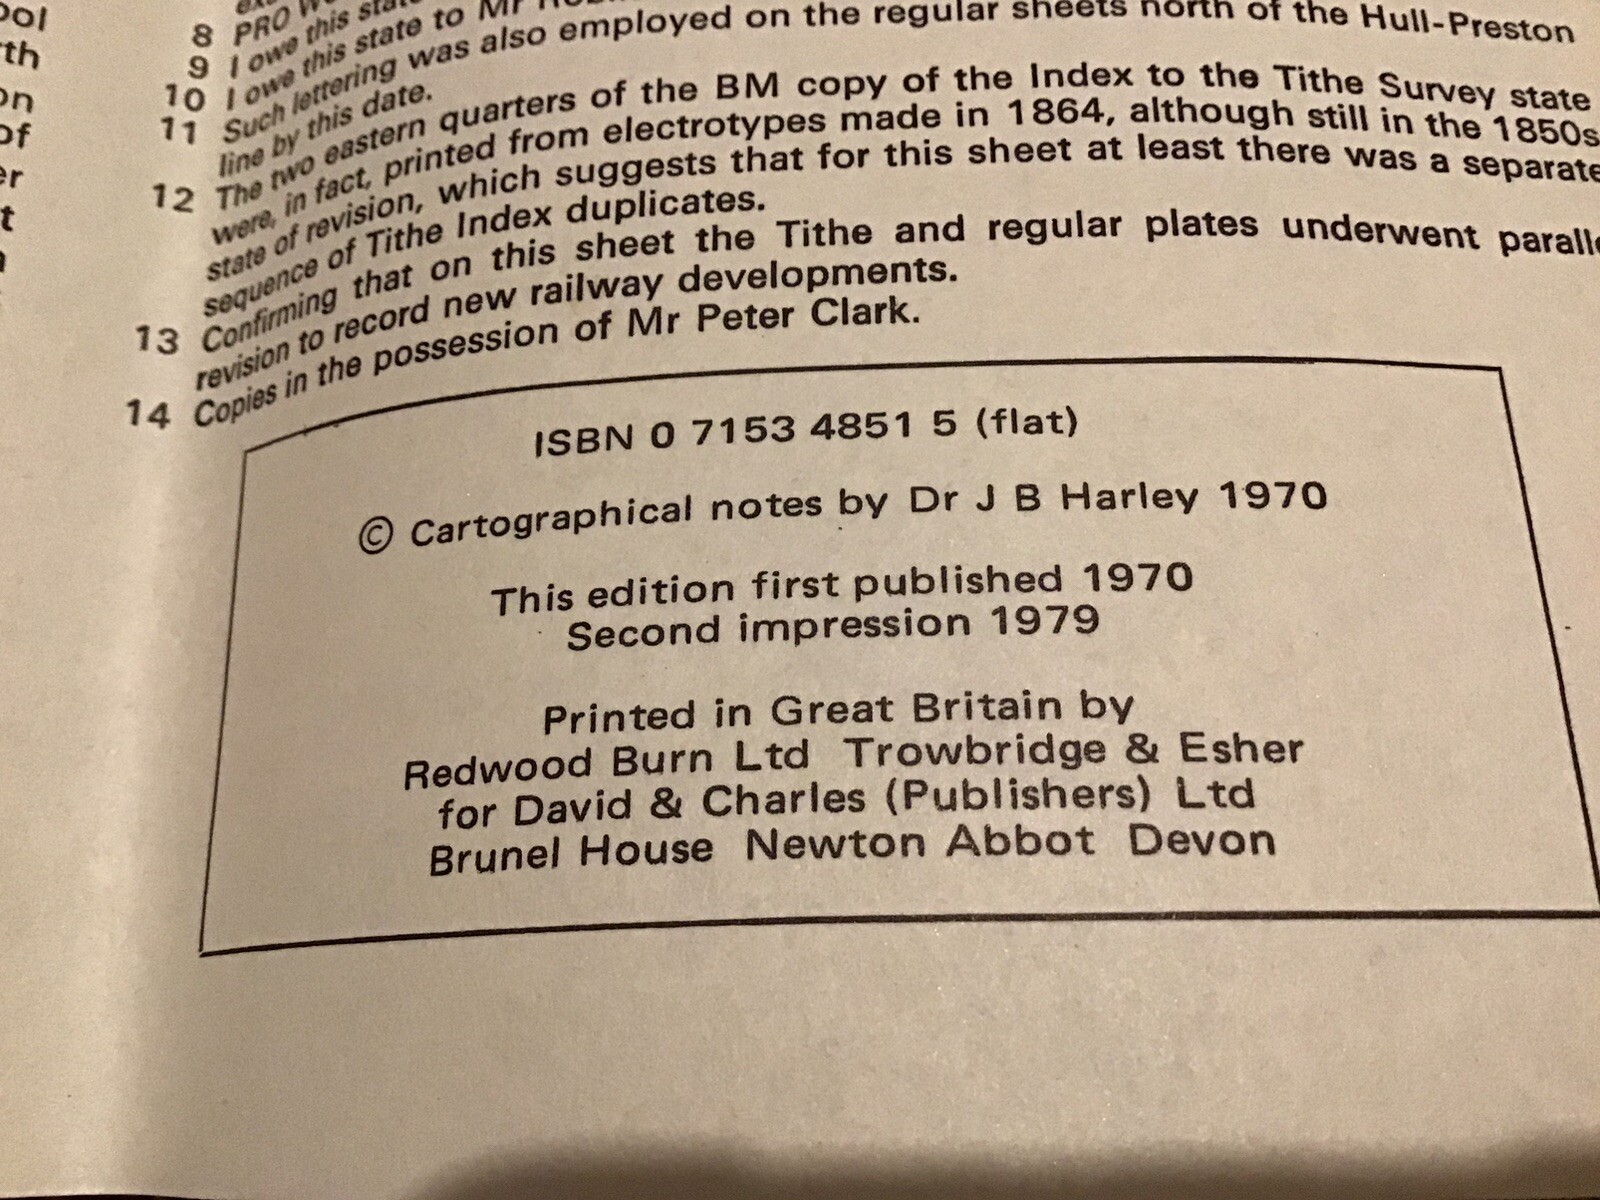 ool
th
on
of
er
t
8 PRO
9 I owe this state
10 I owe this state to Mr
11 Such lettering was also employed on the regular sheets north of the Hull-Preston
line by this date.
12 The two eastern quarters of the BM copy of the Index to the Tithe Survey state
were, in fact, printed from electrotypes made in 1864, although still in the 1850s
state of revision, which suggests that for this sheet at least there was a separate
sequence of Tithe Index duplicates.
13 Confirming that on this sheet the Tithe and regular plates underwent paralle
revision to record new railway developments.
14 Copies in the possession of Mr Peter Clark.
ISBN 0 7153 4851 5 (flat)
© Cartographical notes by Dr J B Harley 1970
This edition first published 1970
Second impression 1979
Printed in Great Britain by
Redwood Burn Ltd Trowbridge & Esher
for David & Charles (Publishers) Ltd
Brunel House Newton Abbot Devon